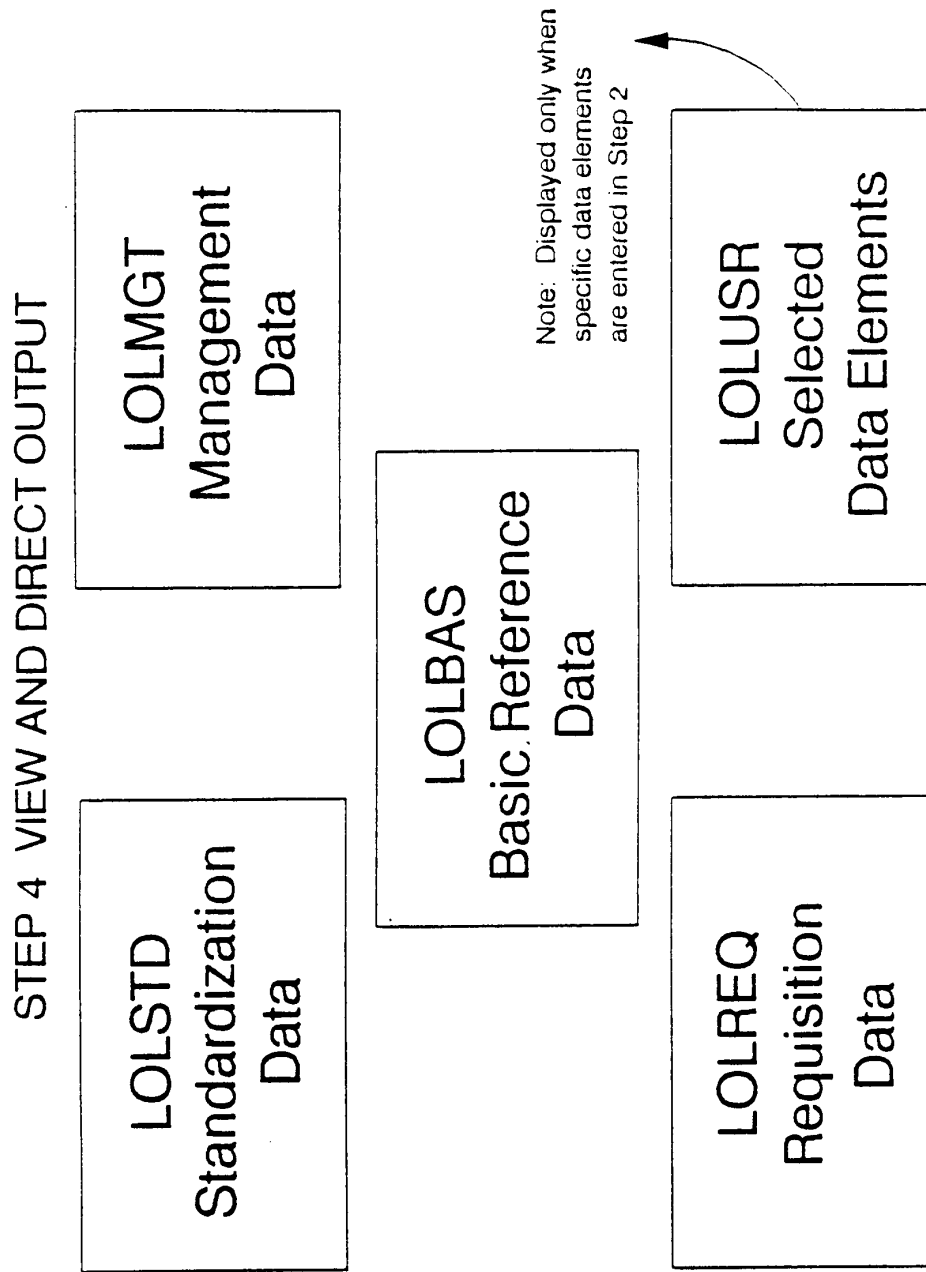 STEP 4 VIEW AND DIRECT OUTPUT
LOLSTD
Standardization
Data
LOLMGT
Management
Data
LOLBAS
Basic Reference
Data
Note: Displayed only when
specific data elements
are entered in Step 2
LOLREQ
Requisition
Data
LOLUSR
Selected
Data Elements